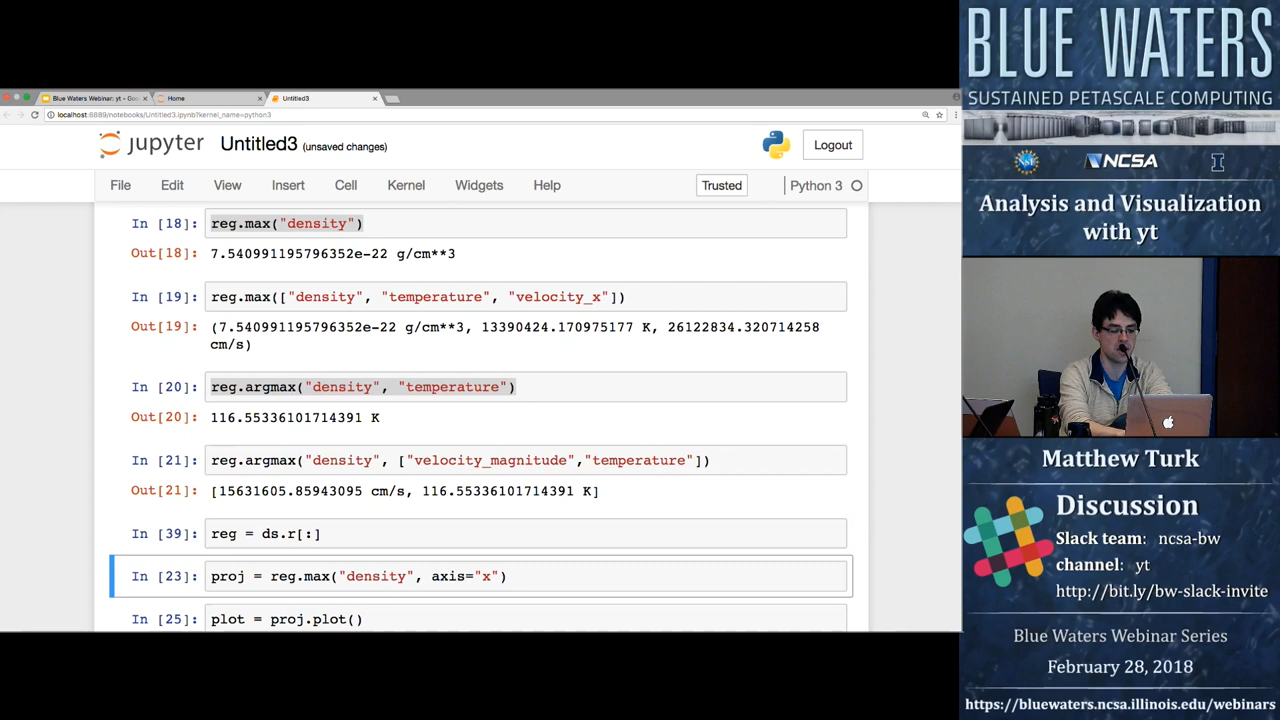 Blue Waters Webinar: yt - Goo
Home
Untitled3
localhost:8889/notebooks/Untitled3.ipynb?kernel_name=python3
jupyter Untitled3 (unsaved changes)
Logout
File Edit View Insert Cell Kernel Widgets Help
Trusted
Python 3
In [18]: reg.max("density")
Out[18]: 7.540991195796352e-22 g/cm**3
In [19]: reg.max(["density", "temperature", "velocity_x"])
Out[19]: (7.540991195796352e-22 g/cm**3, 13390424.170975177 K, 26122834.320714258
cm/s)
In [20]: reg.argmax("density", "temperature")
Out[20]: 116.55336101714391 K
In [21]: reg.argmax("density", ["velocity_magnitude","temperature"])
Out[21]: [15631605.85943095 cm/s, 116.55336101714391 K]
In [39]: reg = ds.r[:]
In [23]: proj = reg.max("density", axis="x")
In [25]: plot = proj.plot()
BLUE WATERS
SUSTAINED PETASCALE COMPUTING
NSF NCSA I
Analysis and Visualization
with yt
Matthew Turk
Discussion
Slack team: ncsa-bw
channel: yt
http://bit.ly/bw-slack-invite
Blue Waters Webinar Series
February 28, 2018
https://bluewaters.ncsa.illinois.edu/webinars